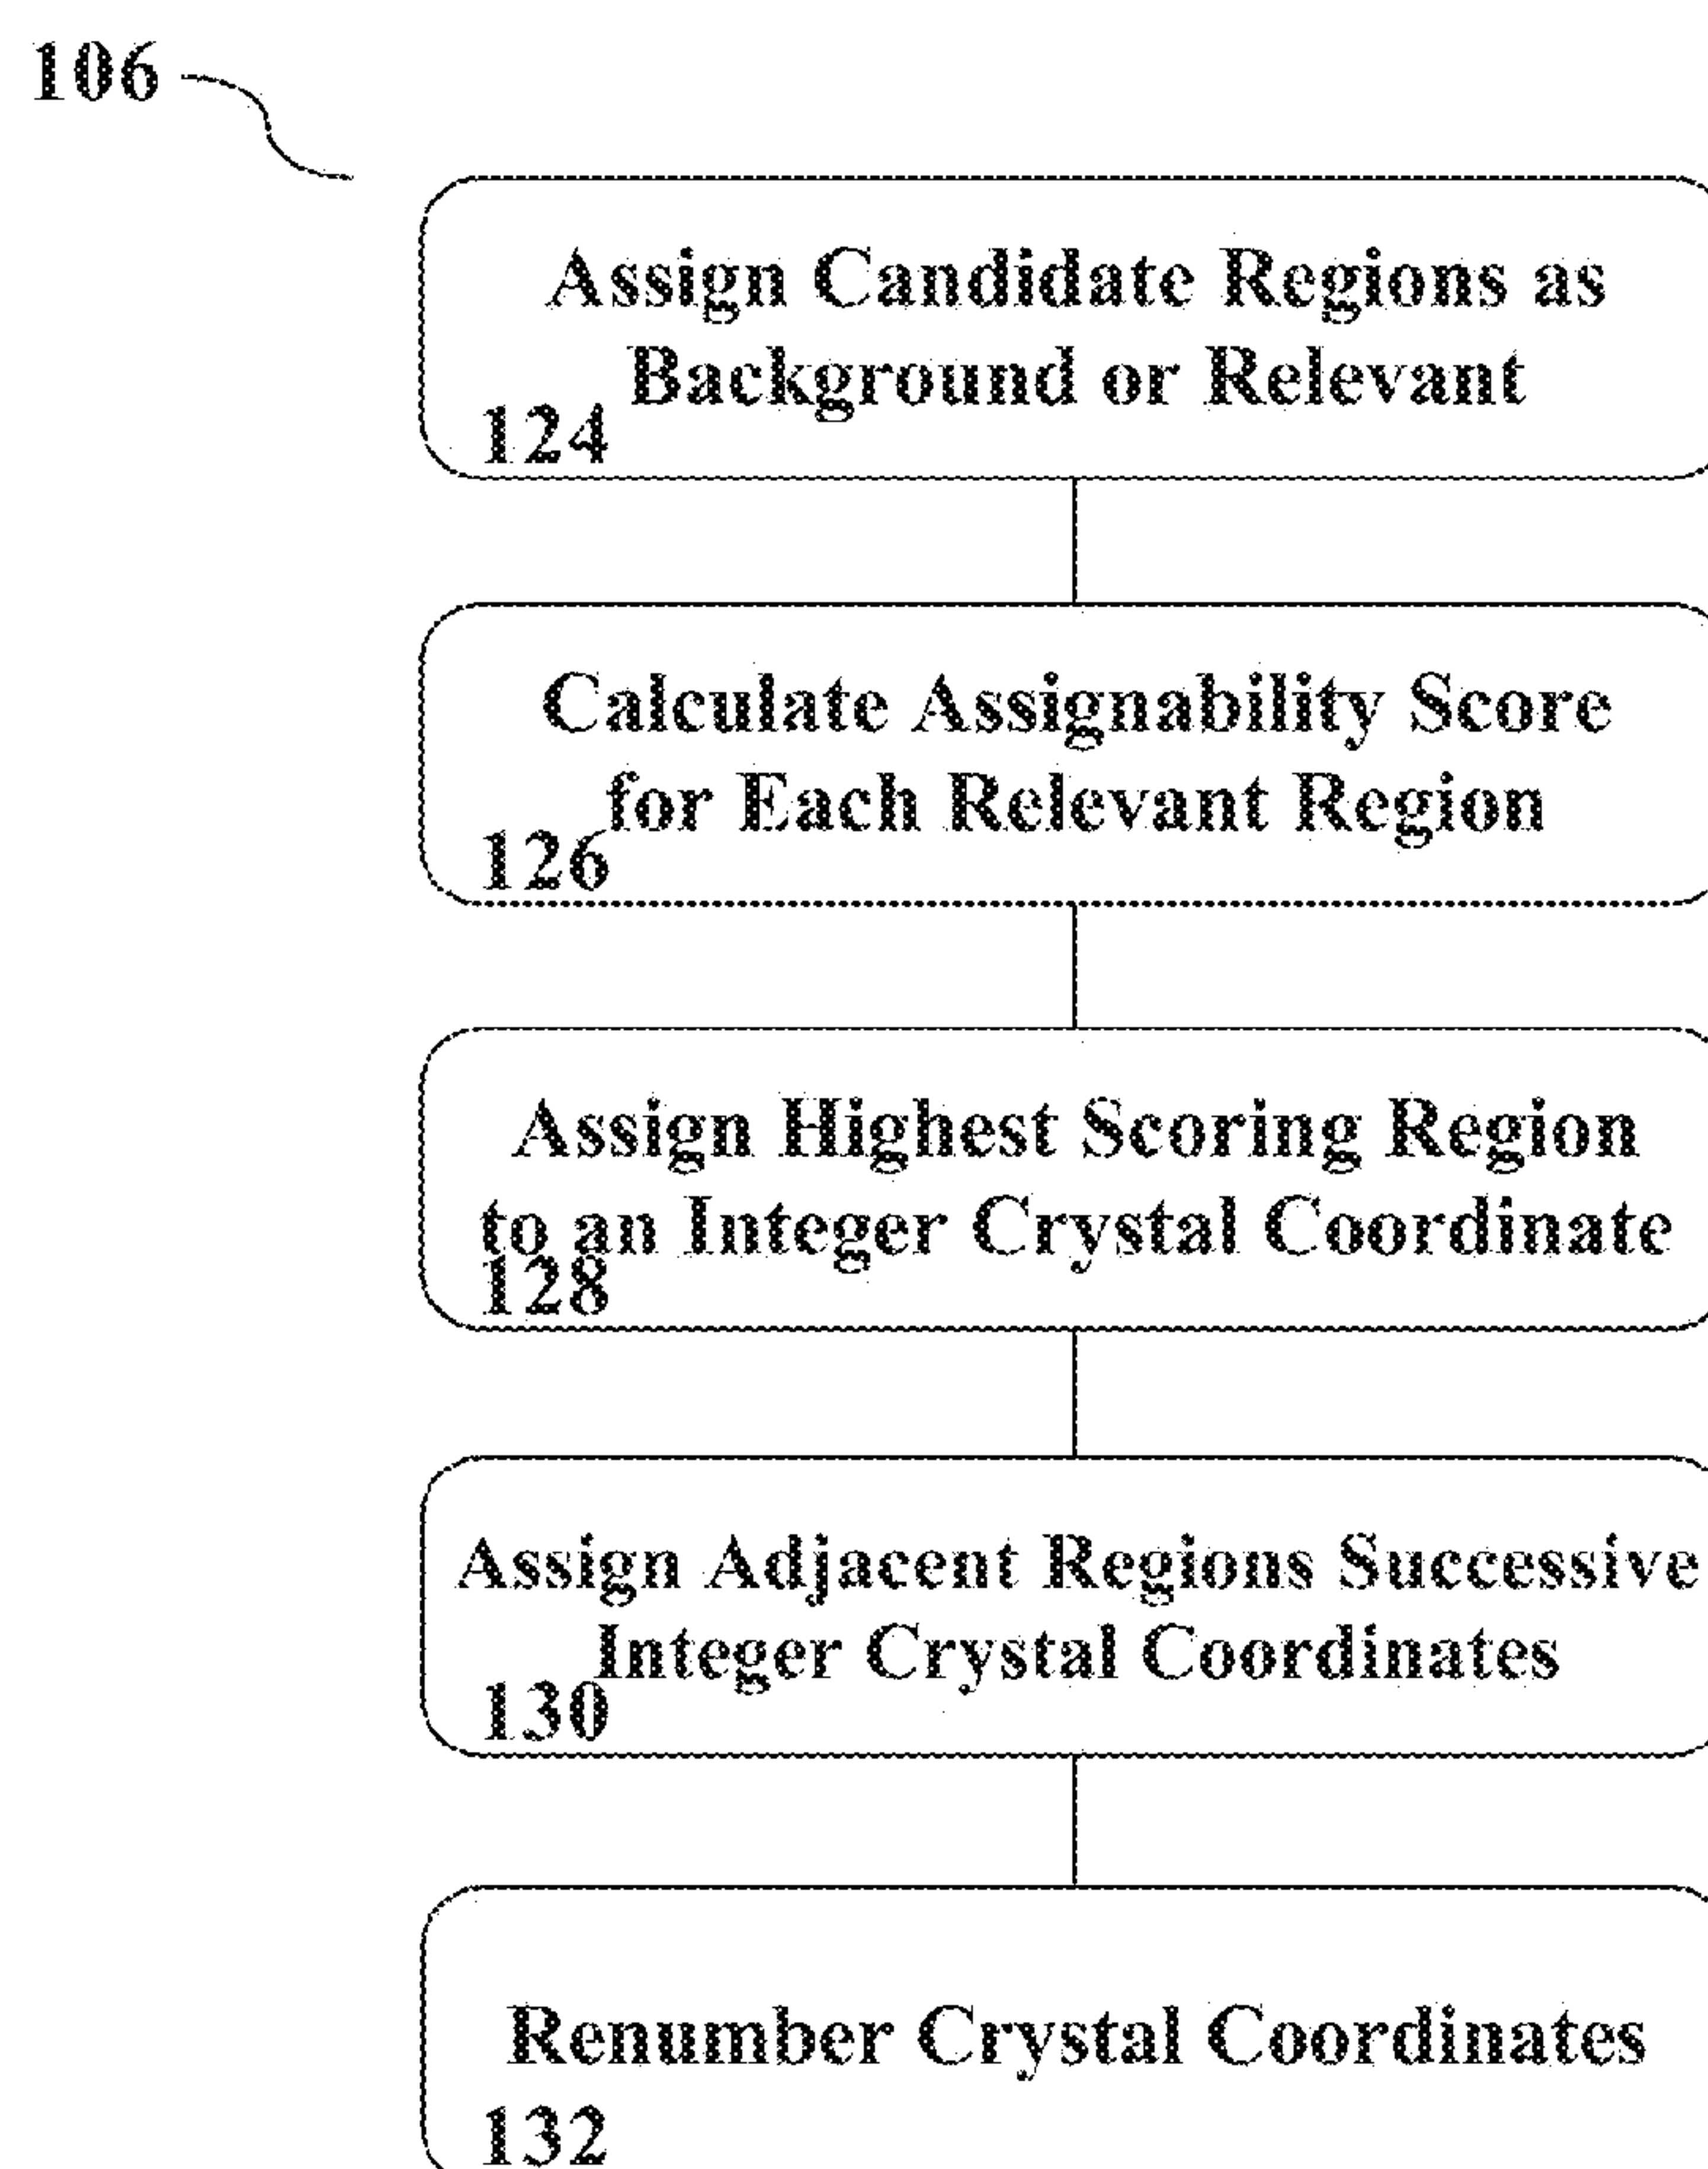 106
Assign Candidate Regions as
Background or Relevant
124
Calculate Assignability Score
for Each Relevant Region
126
Assign Highest Scoring Region
to an Integer Crystal Coordinate
128
Assign Adjacent Regions Successive
Integer Crystal Coordinates
130
Renumber Crystal Coordinates
132